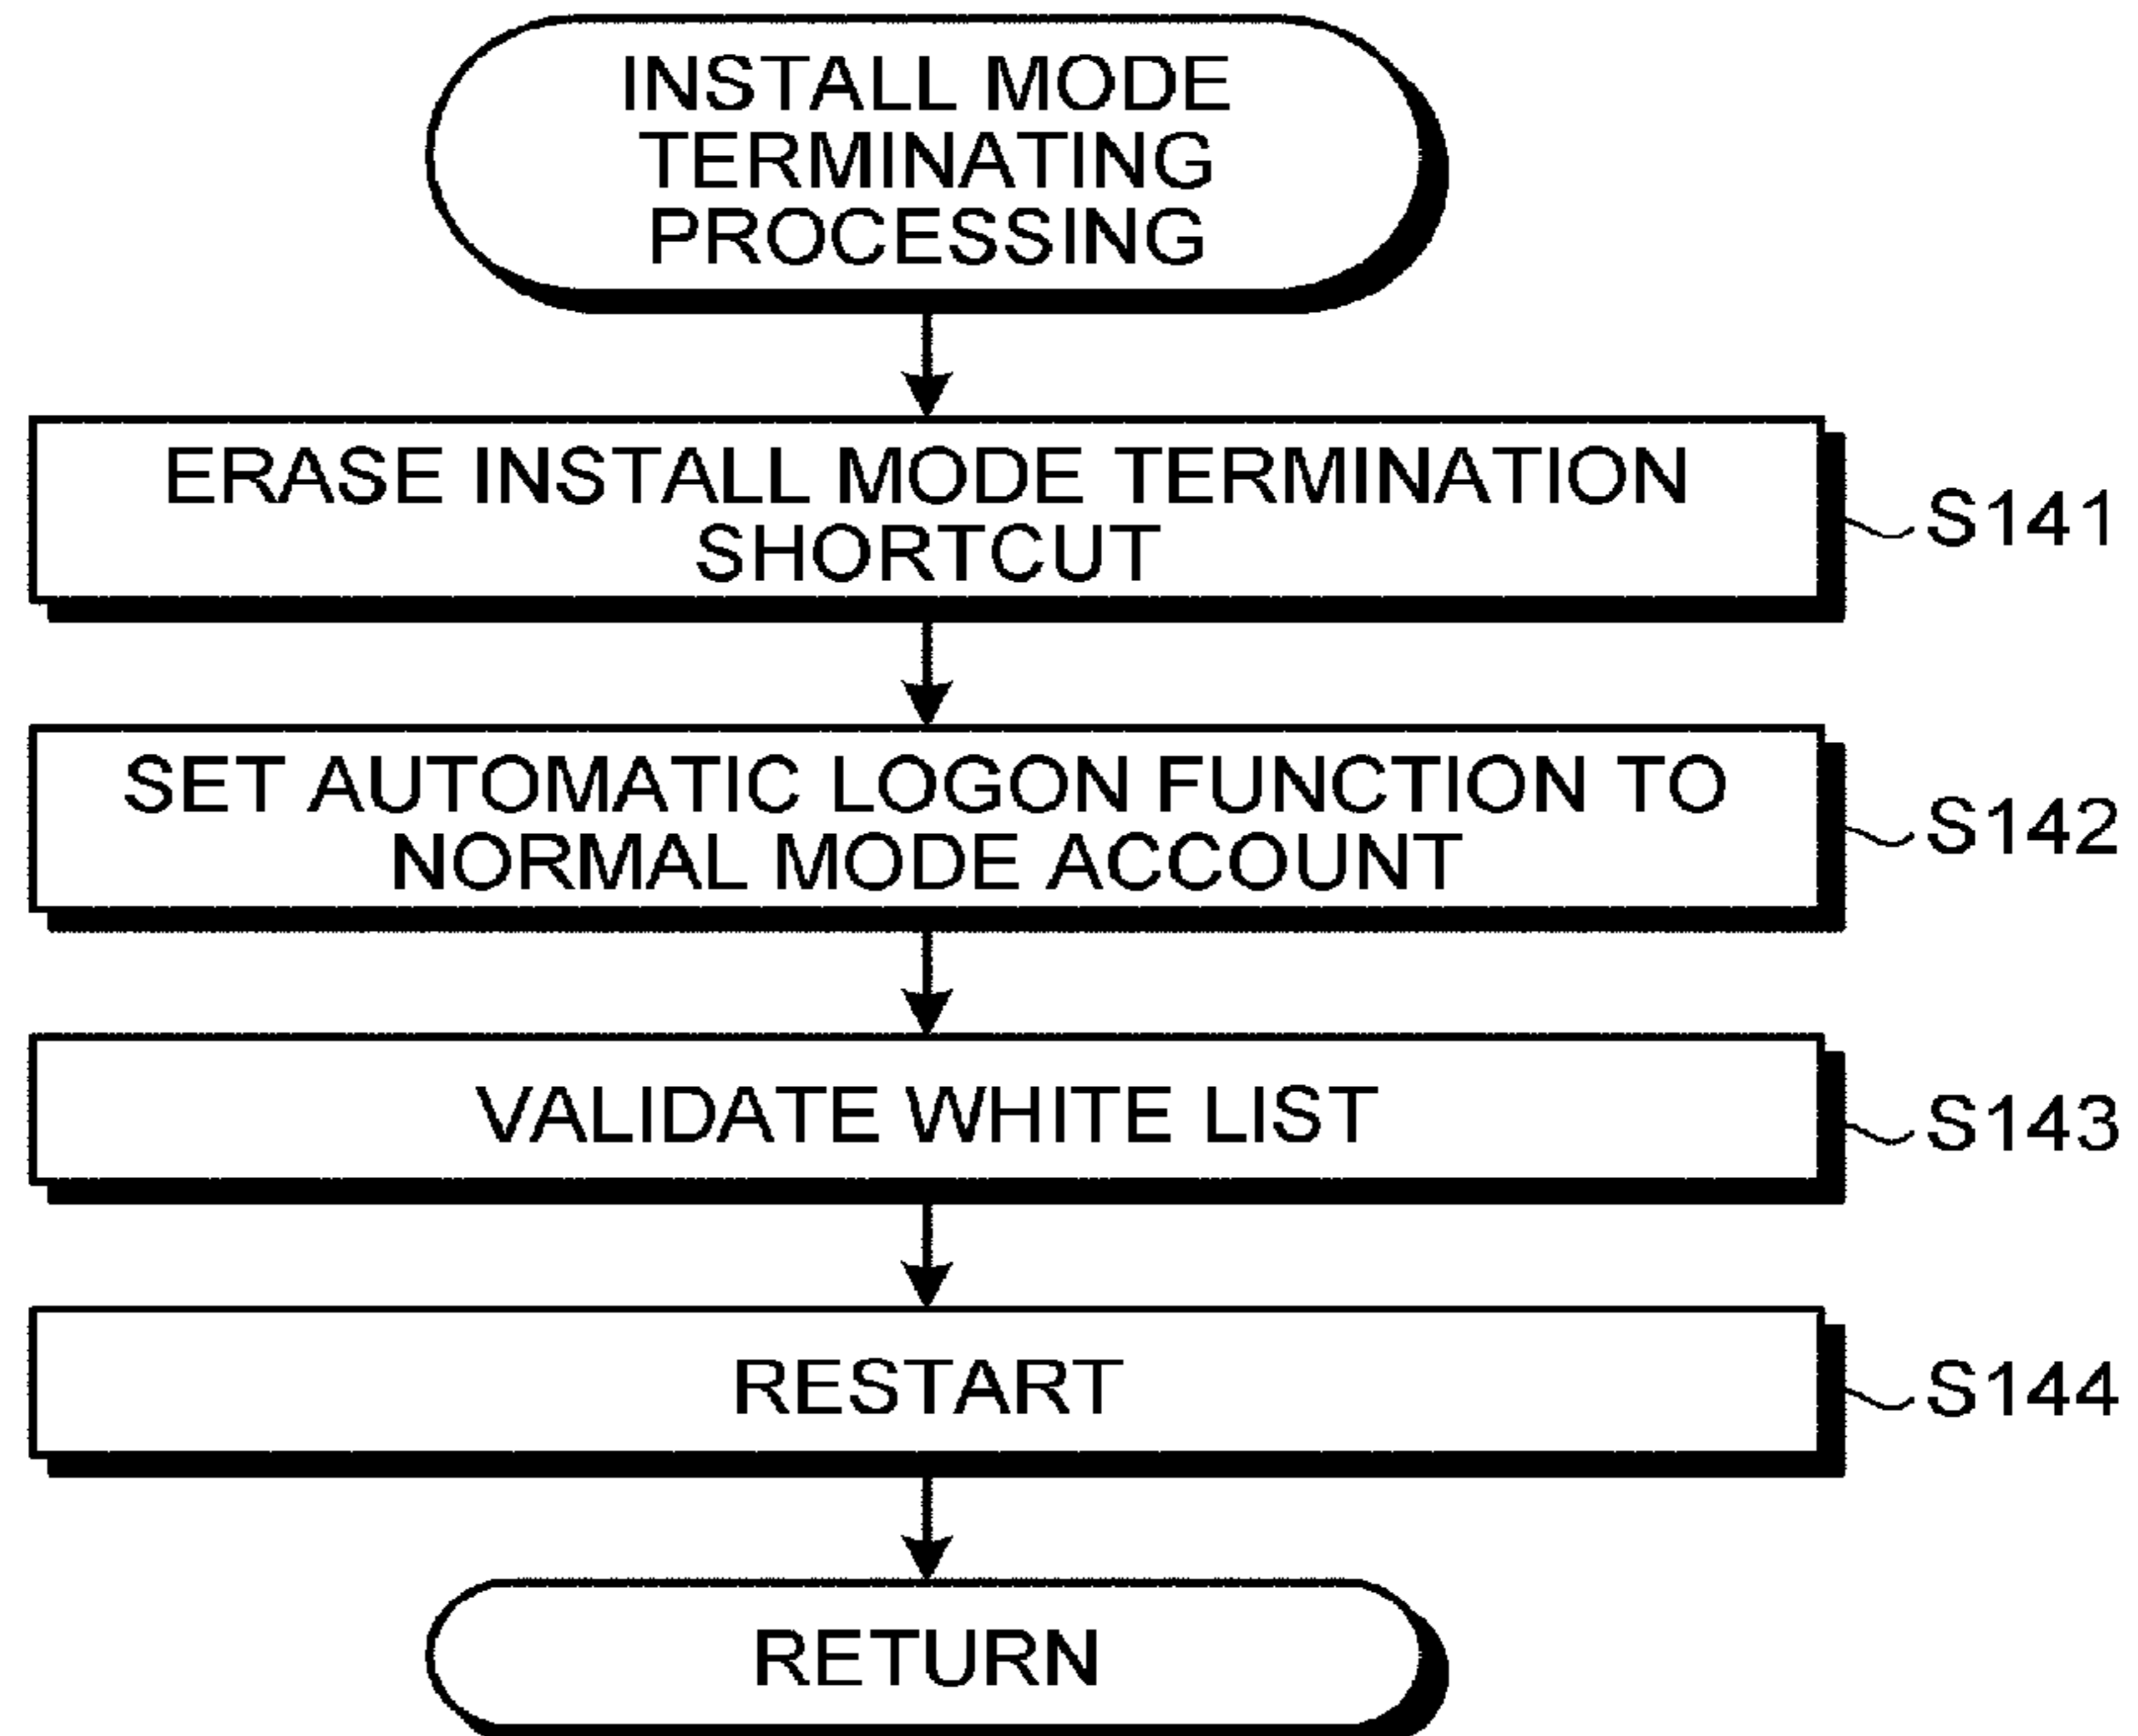 INSTALL MODE
TERMINATING
PROCESSING
ERASE INSTALL MODE TERMINATION
SHORTCUT
S141
SET AUTOMATIC LOGON FUNCTION TO
NORMAL MODE ACCOUNT
S142
VALIDATE WHITE LIST
S143
RESTART
S144
RETURN